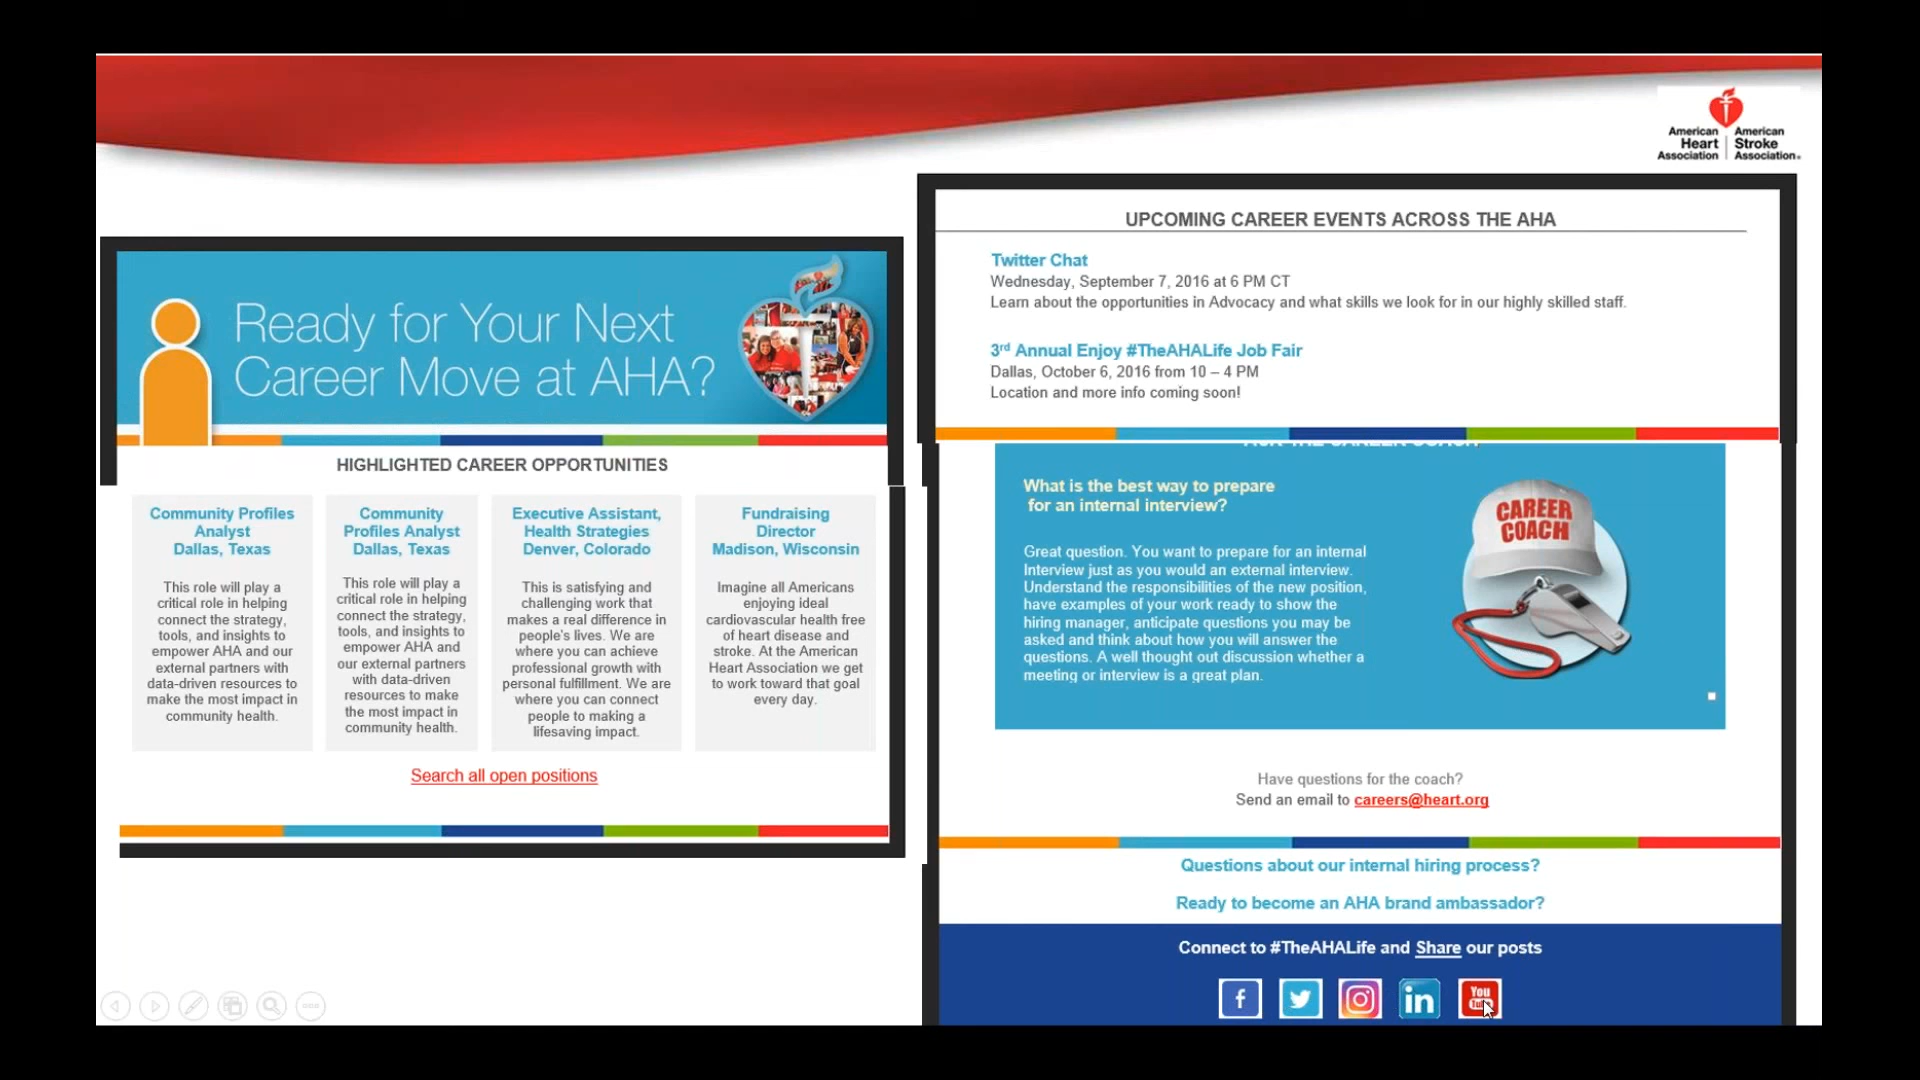 American
Heart
Association
American
Stroke
Association®
Ready for Your Next
Career Move at AHA?
HIGHLIGHTED CAREER OPPORTUNITIES
Community Profiles
Analyst
Dallas, Texas
This role will play a
critical role in helping
connect the strategy,
tools, and insights to
empower AHA and our
external partners with
data-driven resources to
make the most impact in
community health.
Community
Profiles Analyst
Dallas, Texas
This role will play a
critical role in helping
connect the strategy,
tools, and insights to
empower AHA and
our external partners
with data-driven
resources to make
the most impact in
community health.
Executive Assistant,
Health Strategies
Denver, Colorado
This is satisfying and
challenging work that
makes a real difference in
people's lives. We are
where you can achieve
professional growth with
personal fulfillment. We are
where you can connect
people to making a
lifesaving impact.
Fundraising
Director
Madison, Wisconsin
Imagine all Americans
enjoying ideal
cardiovascular health free
of heart disease and
stroke. At the American
Heart Association we get
to work toward that goal
every day.
Search all open positions
UPCOMING CAREER EVENTS ACROSS THE AHA
Twitter Chat
Wednesday, September 7, 2016 at 6 PM CT
Learn about the opportunities in Advocacy and what skills we look for in our highly skilled staff.
3rd Annual Enjoy #TheAHALife Job Fair
Dallas, October 6, 2016 from 10 – 4 PM
Location and more info coming soon!
ASK THE CAREER COACH
What is the best way to prepare
for an internal interview?
Great question. You want to prepare for an internal
Interview just as you would an external interview.
Understand the responsibilities of the new position,
have examples of your work ready to show the
hiring manager, anticipate questions you may be
asked and think about how you will answer the
questions. A well thought out discussion whether a
meeting or interview is a great plan.
CAREER
COACH
Have questions for the coach?
Send an email to careers@heart.org
Questions about our internal hiring process?
Ready to become an AHA brand ambassador?
Connect to #TheAHALife and Share our posts
f
in
You
Tube